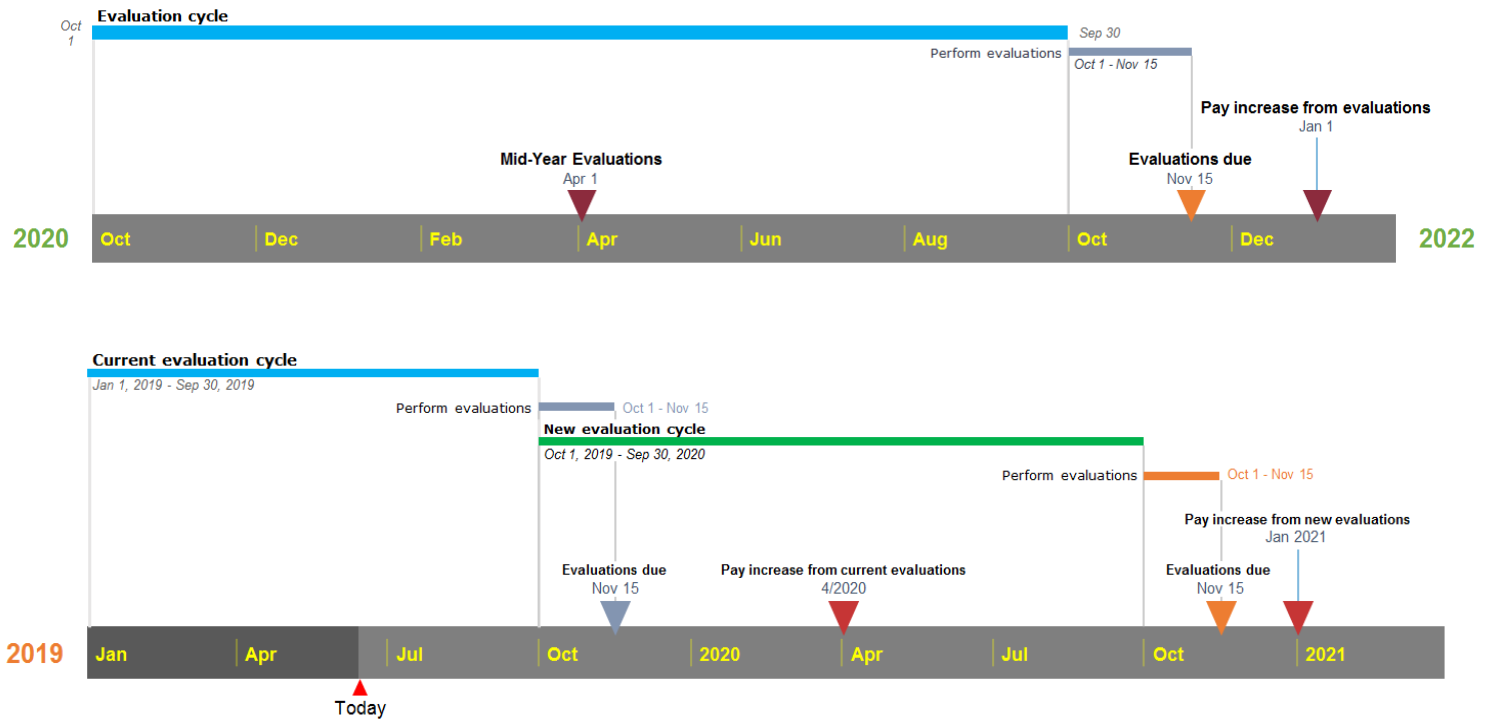 Evaluation cycle
Oct
1
Sep 30
Perform evaluations
Oct 1 - Nov 15
Pay increase from evaluations
Jan 1
Mid-Year Evaluations
Apr 1
Evaluations due
Nov 15
2020
Oct
Dec
Feb
Apr
Jun
Aug
Oct
Dec
2022
Current evaluation cycle
Jan 1, 2019 - Sep 30, 2019
Perform evaluations
Oct 1 - Nov 15
New evaluation cycle
Oct 1, 2019 - Sep 30, 2020
Perform evaluations
Oct 1 - Nov 15
Pay increase from new evaluations
Jan 2021
Evaluations due
Nov 15
Pay increase from current evaluations
4/2020
Evaluations due
Nov 15
2019
Jan
Apr
Jul
Oct
2020
Apr
Jul
Oct
2021
Today